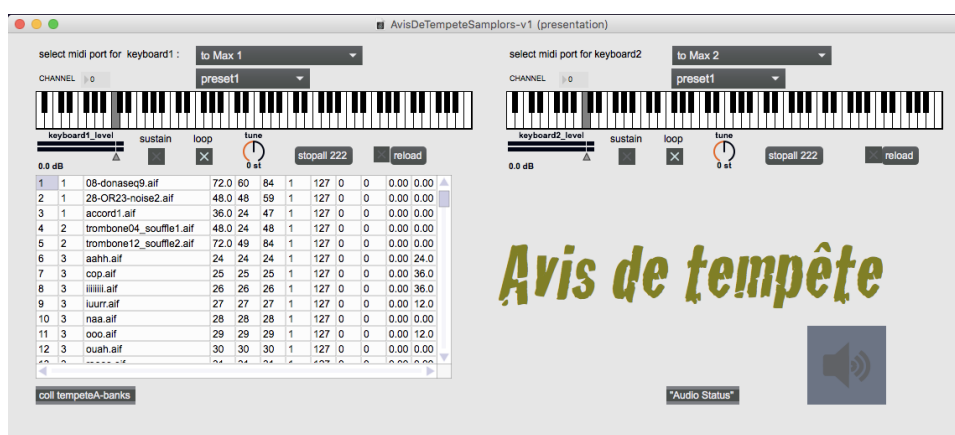 AvisDeTempeteSamplors-v1 (presentation)
select midi port for keyboard1 : to Max 1
CHANNEL 0 preset1
keyboard1_level sustain loop tune
stopall 222 reload
0.0 dB 0 st
select midi port for keyboard2 to Max 2
CHANNEL 0 preset1
keyboard2_level sustain loop tune
stopall 222 reload
0.0 dB 0 st
1 1 08-donaseq9.aif 72.0 60 84 1 127 0 0 0.00 0.00
2 1 28-OR23-noise2.aif 48.0 48 59 1 127 0 0 0.00 0.00
3 1 accord1.aif 36.0 24 47 1 127 0 0 0.00 0.00
4 2 trombone04_souffle1.aif 48.0 24 48 1 127 0 0 0.00 0.00
5 2 trombone12_souffle2.aif 72.0 49 84 1 127 0 0 0.00 0.00
6 3 aahh.aif 24 24 24 1 127 0 0 0.00 24.0
7 3 cop.aif 25 25 25 1 127 0 0 0.00 36.0
8 3 iiiiiiii.aif 26 26 26 1 127 0 0 0.00 36.0
9 3 iuurr.aif 27 27 27 1 127 0 0 0.00 12.0
10 3 naa.aif 28 28 28 1 127 0 0 0.00 0.00
11 3 ooo.aif 29 29 29 1 127 0 0 0.00 12.0
12 3 ouah.aif 30 30 30 1 127 0 0 0.00 0.00
Avis de tempête
coll tempeteA-banks
"Audio Status"